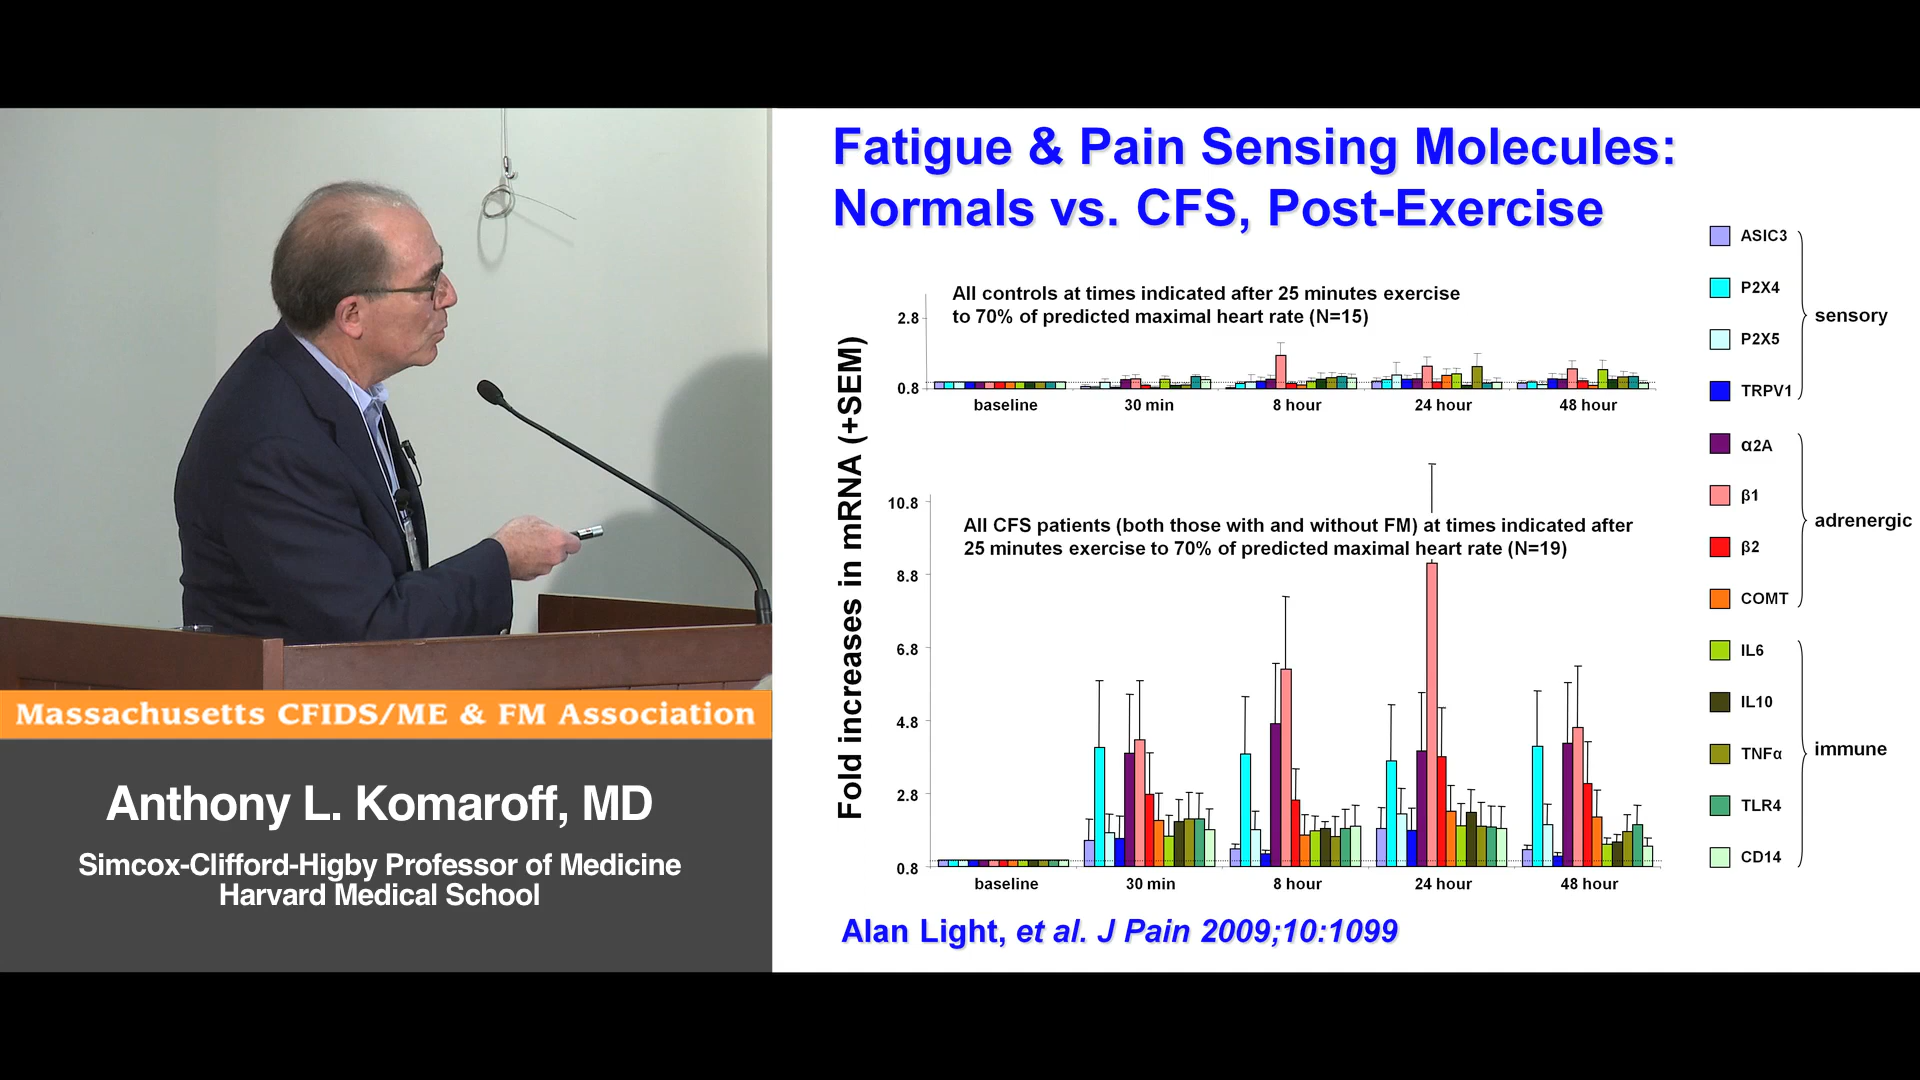 Fatigue & Pain Sensing Molecules:
Normals vs. CFS, Post-Exercise
Fold increases in mRNA (+SEM)
All controls at times indicated after 25 minutes exercise
to 70% of predicted maximal heart rate (N=15)
2.8
0.8
baseline
30 min
8 hour
24 hour
48 hour
All CFS patients (both those with and without FM) at times indicated after
25 minutes exercise to 70% of predicted maximal heart rate (N=19)
10.8
8.8
6.8
4.8
2.8
0.8
baseline
30 min
8 hour
24 hour
48 hour
ASIC3
P2X4
P2X5
TRPV1
sensory
α2A
β1
β2
COMT
adrenergic
IL6
IL10
TNFα
TLR4
CD14
immune
Alan Light, et al. J Pain 2009;10:1099
Massachusetts CFIDS/ME & FM Association
Anthony L. Komaroff, MD
Simcox-Clifford-Higby Professor of Medicine
Harvard Medical School